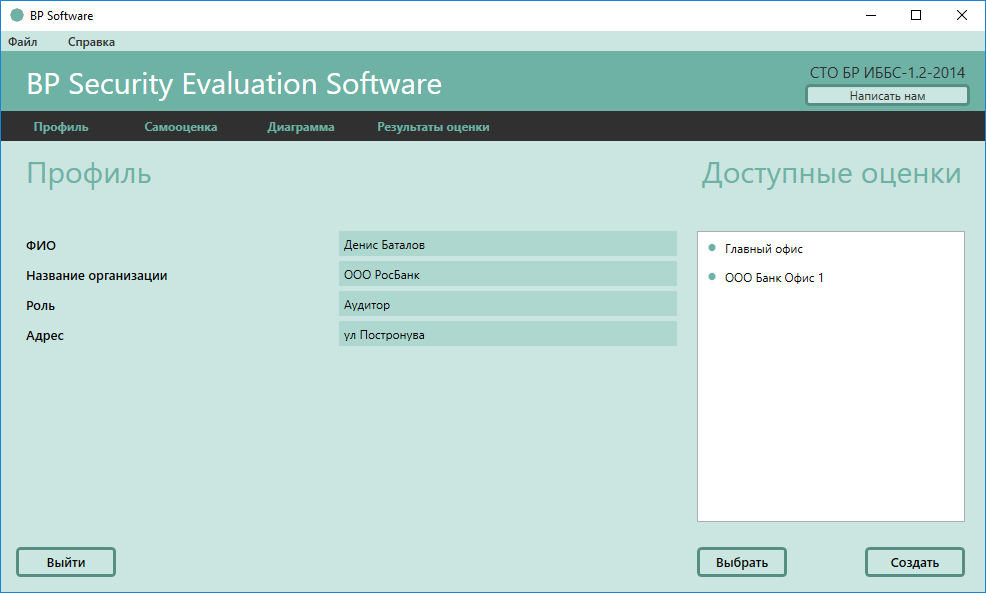 BP Software
Файл Справка
BP Security Evaluation Software
СТО БР ИББС-1.2-2014
Написать нам
Профиль Самооценка Диаграмма Результаты оценки
Профиль
Доступные оценки
ФИО Денис Баталов
Название организации ООО РосБанк
Роль Аудитор
Адрес ул Постронува
Главный офис
ООО Банк Офис 1
Выйти
Выбрать
Создать